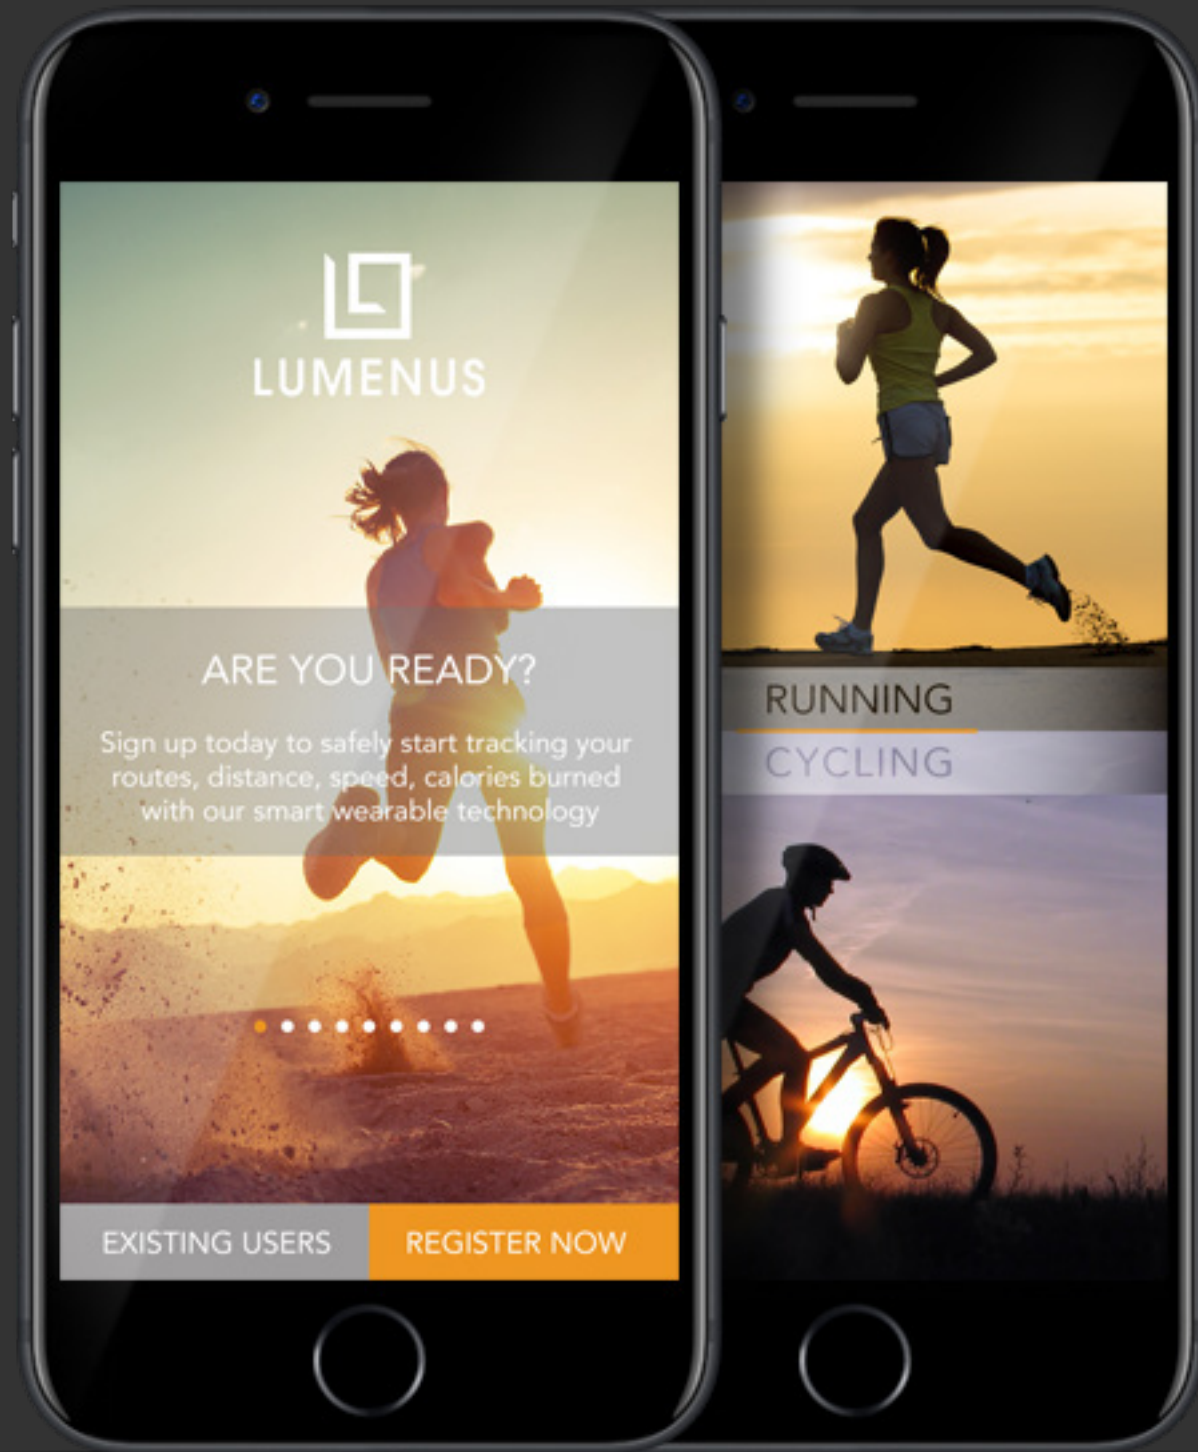 LUMENUS
ARE YOU READY?
Sign up today to safely start tracking your
routes, distance, speed, calories burned
with our smart wearable technology
EXISTING USERS
REGISTER NOW
RUNNING
CYCLING